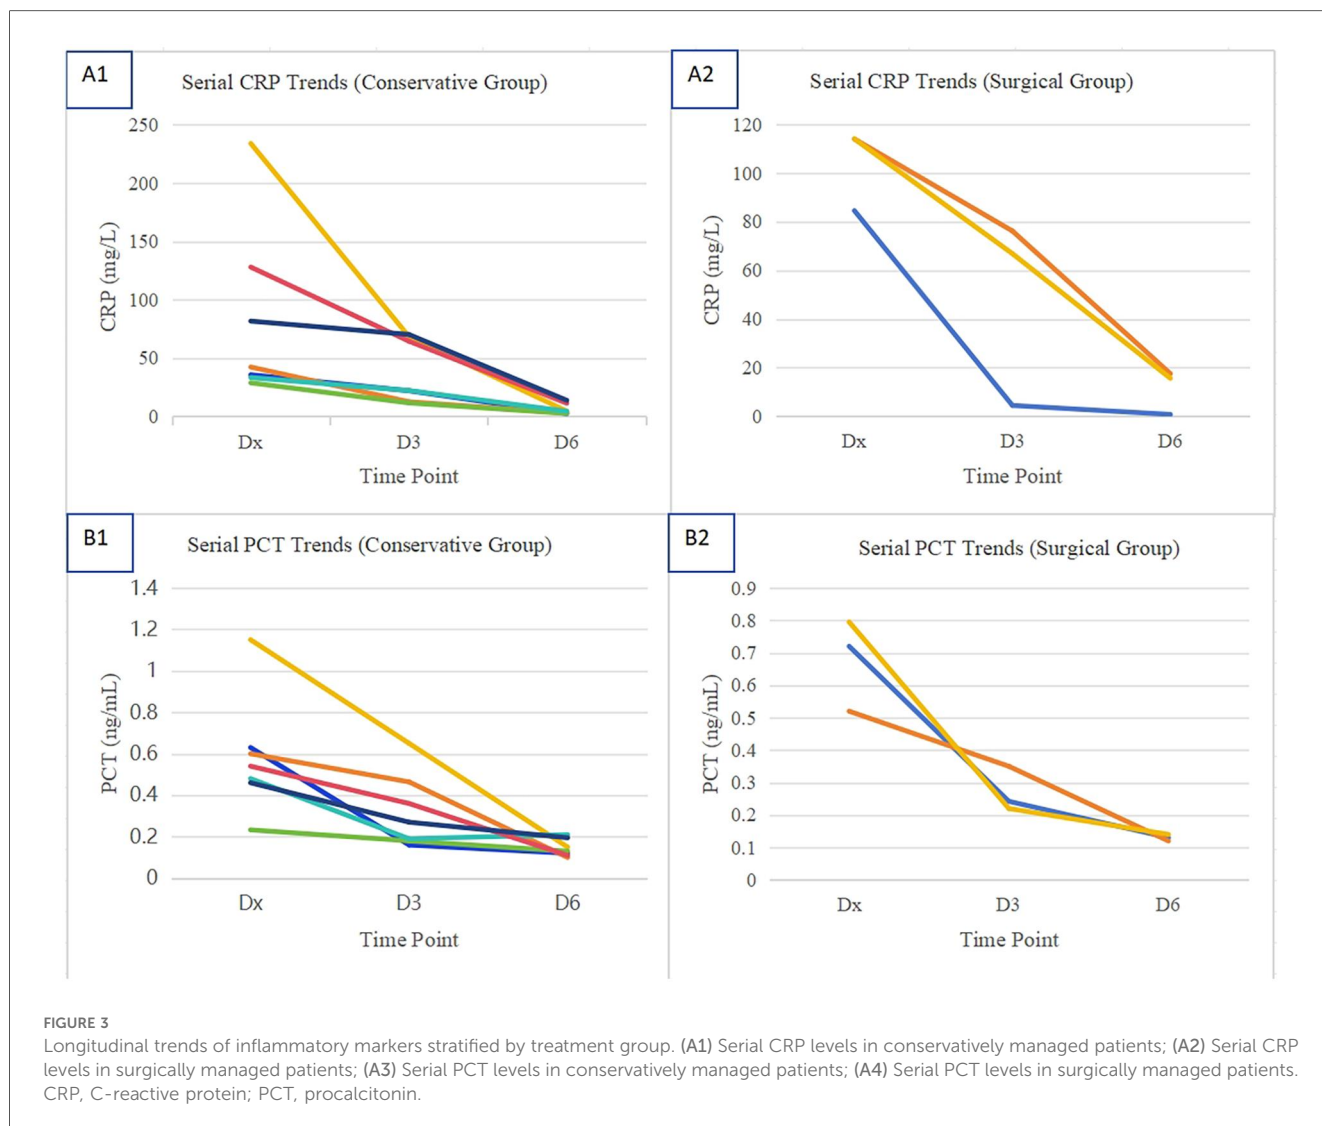 A1
Serial CRP Trends (Conservative Group)
CRP (mg/L)
250
200
150
100
50
0
Dx D3 D6
Time Point
A2
Serial CRP Trends (Surgical Group)
CRP (mg/L)
120
100
80
60
40
20
0
Dx D3 D6
Time Point
B1
Serial PCT Trends (Conservative Group)
PCT (ng/mL)
1.4
1.2
1
0.8
0.6
0.4
0.2
0
Dx D3 D6
Time Point
B2
Serial PCT Trends (Surgical Group)
PCT (ng/mL)
0.9
0.8
0.7
0.6
0.5
0.4
0.3
0.2
0.1
0
Dx D3 D6
Time Point
FIGURE 3
Longitudinal trends of inflammatory markers stratified by treatment group. (A1) Serial CRP levels in conservatively managed patients; (A2) Serial CRP
levels in surgically managed patients; (A3) Serial PCT levels in conservatively managed patients; (A4) Serial PCT levels in surgically managed patients.
CRP, C-reactive protein; PCT, procalcitonin.